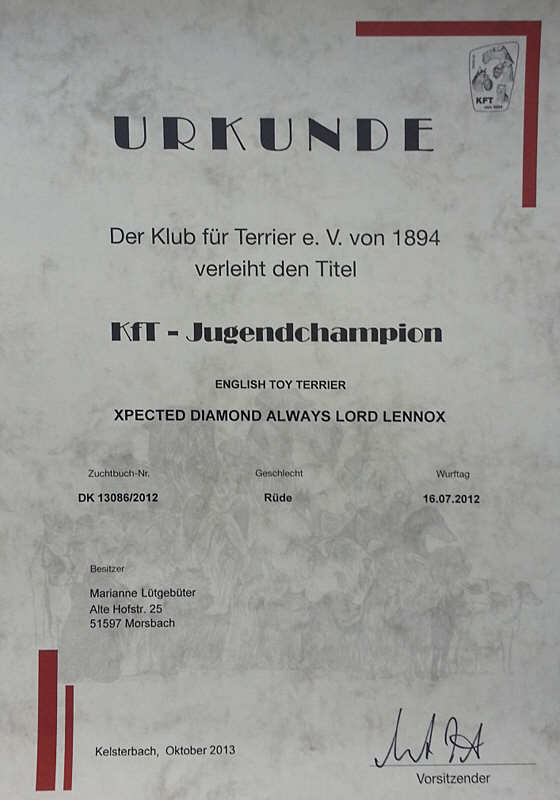 KFT
von 1894
URKUNDE
Der Klub für Terrier e. V. von 1894
verleiht den Titel
KfT - Jugendchampion
ENGLISH TOY TERRIER
XPECTED DIAMOND ALWAYS LORD LENNOX
Zuchtbuch-Nr. Geschlecht Wurftag
DK 13086/2012 Rüde 16.07.2012
Besitzer
Marianne Lütgebüter
Alte Hofstr. 25
51597 Morsbach
Kelsterbach, Oktober 2013
Vorsitzender